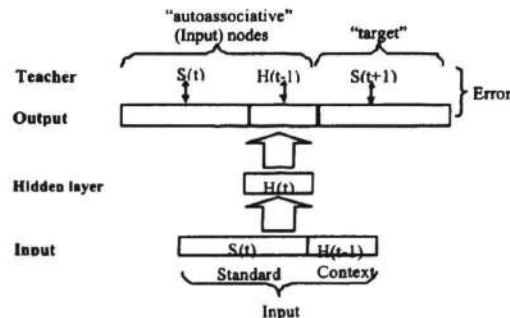 "autoassociative"
(Input) nodes
"target"
Teacher
S(t)
H(t-1)
S(t+1)
Error
Output
Hidden layer
H(t)
Input
S(t)
H(t-1)
Standard
Context
Input